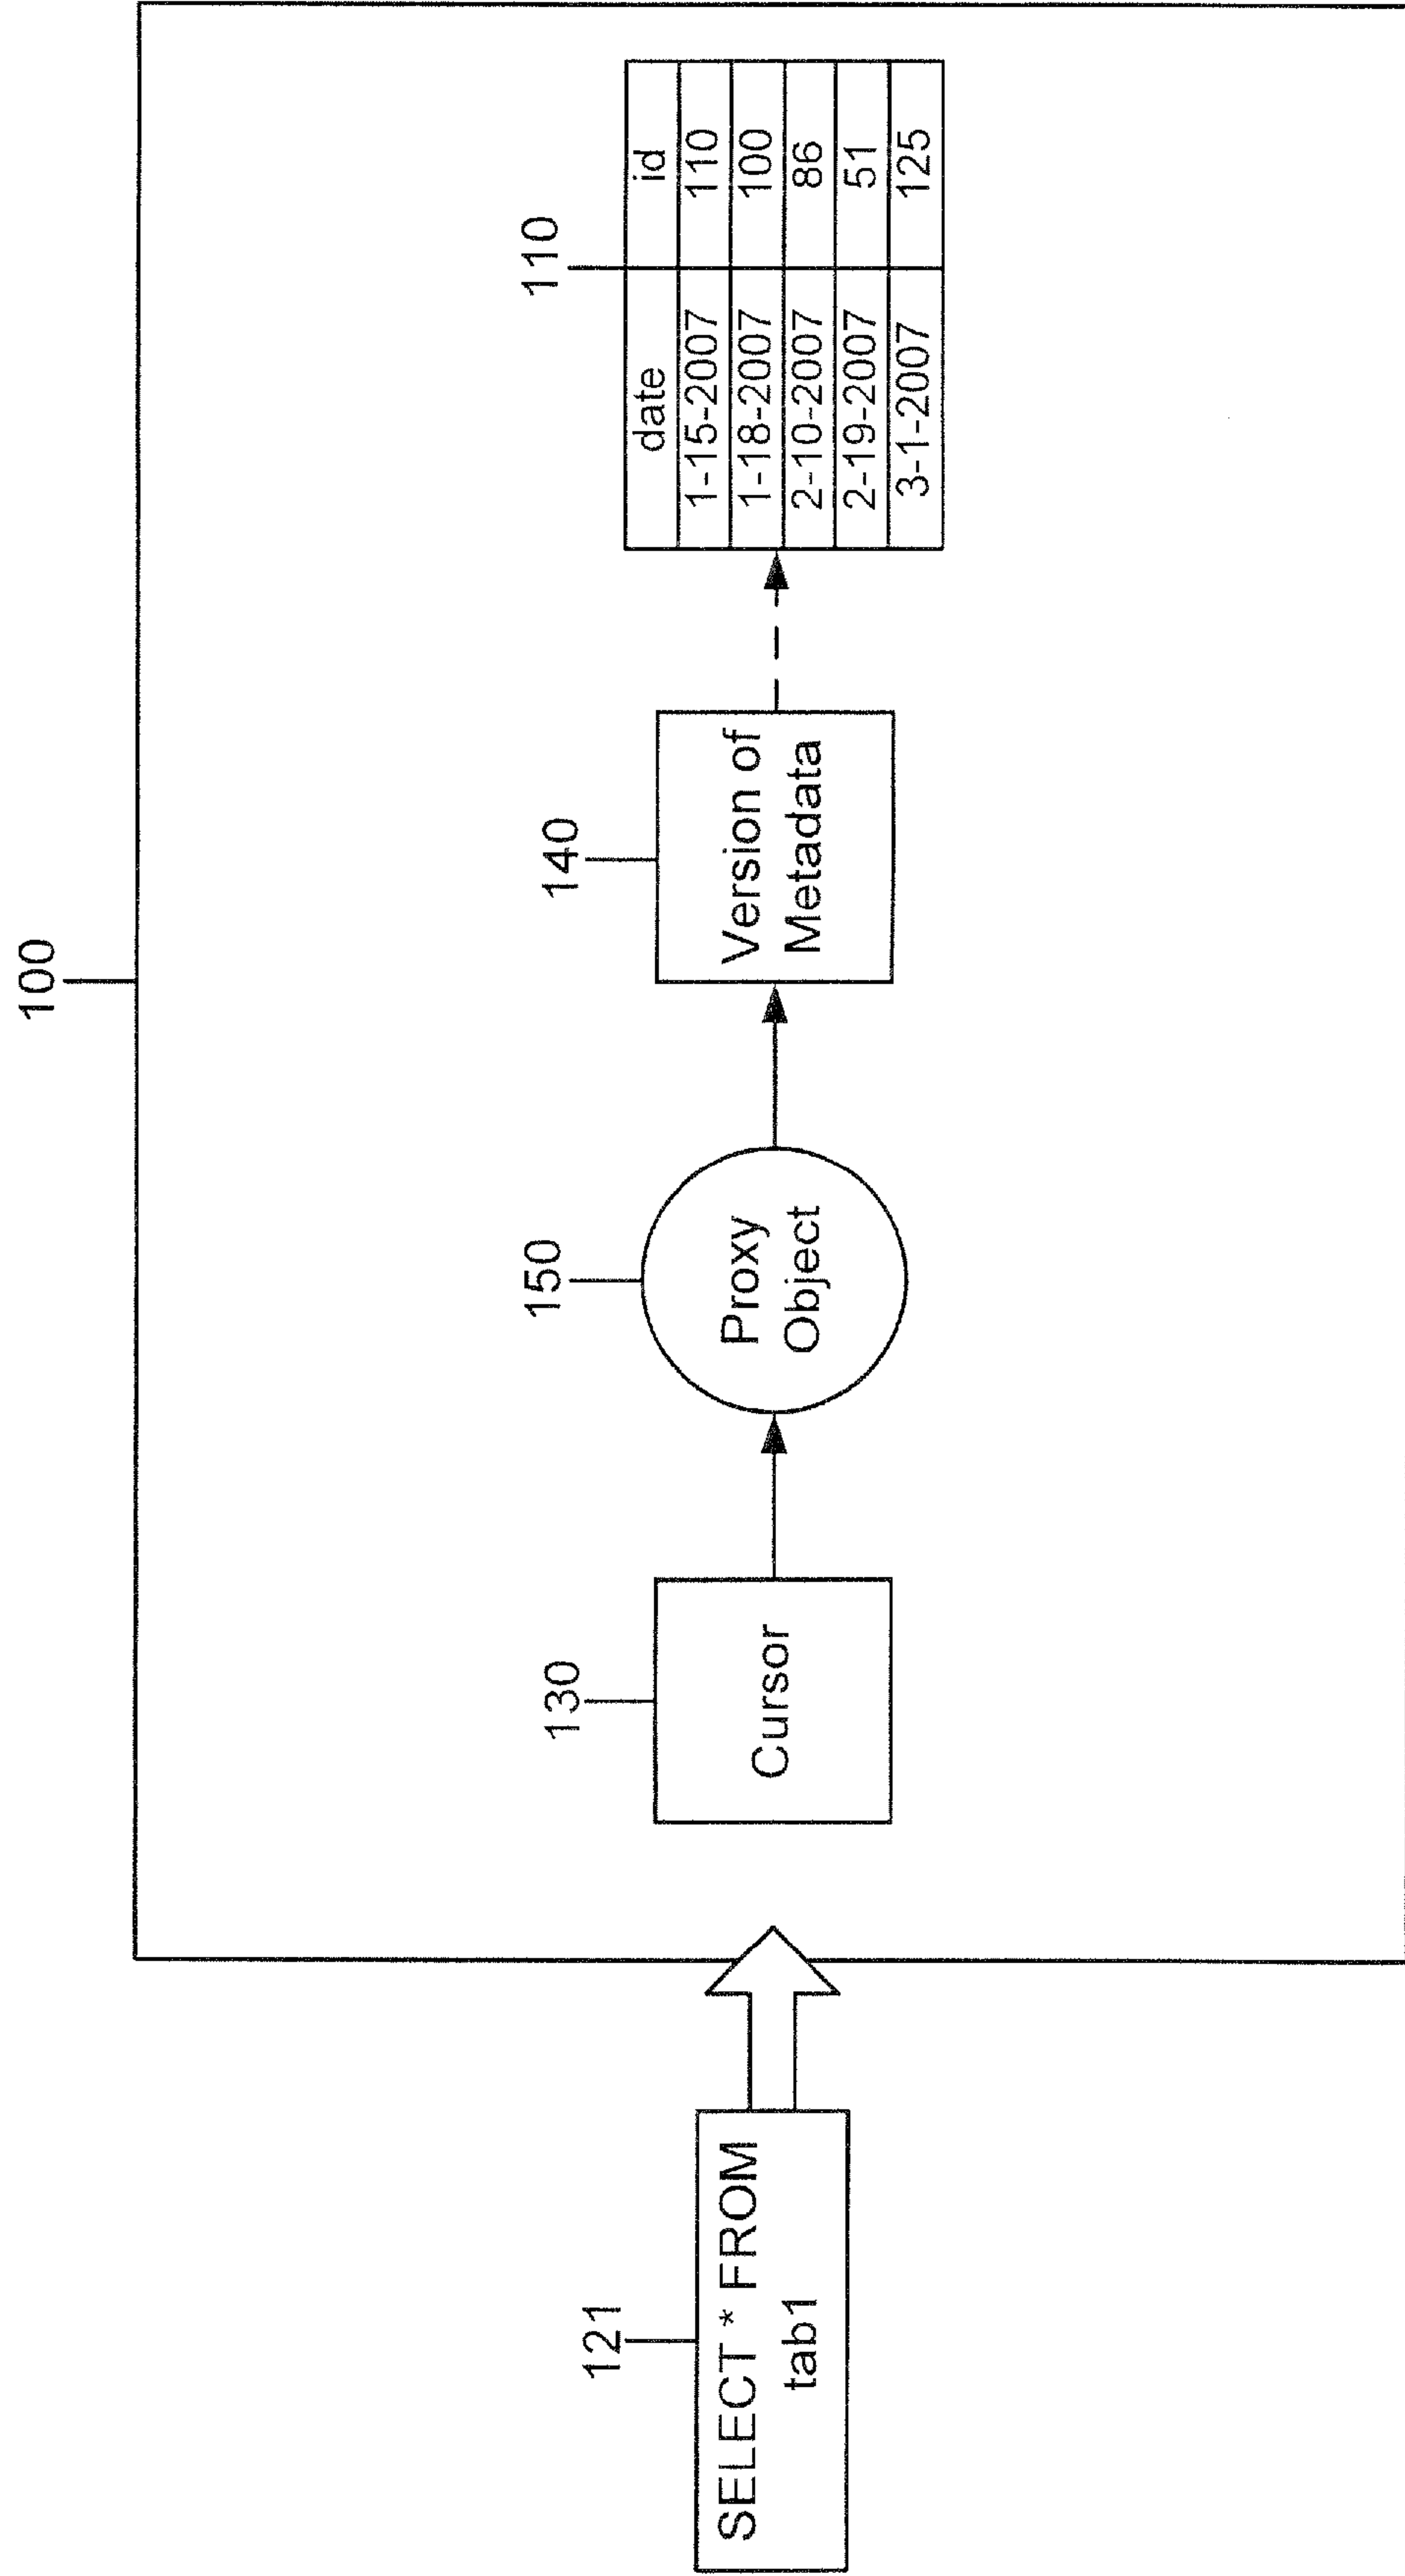 100
110
date id
1-15-2007 110
1-18-2007 100
2-10-2007 86
2-19-2007 51
3-1-2007 125
140
Version of
Metadata
150
Proxy
Object
130
Cursor
121
SELECT * FROM
tab1